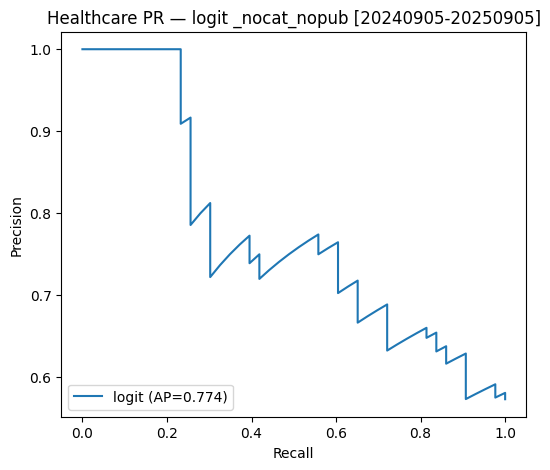 Healthcare PR — logit _nocat_nopub [20240905-20250905]
1.0
0.9
0.8
0.7
0.6
Precision
logit (AP=0.774)
0.0 0.2 0.4 0.6 0.8 1.0
Recall